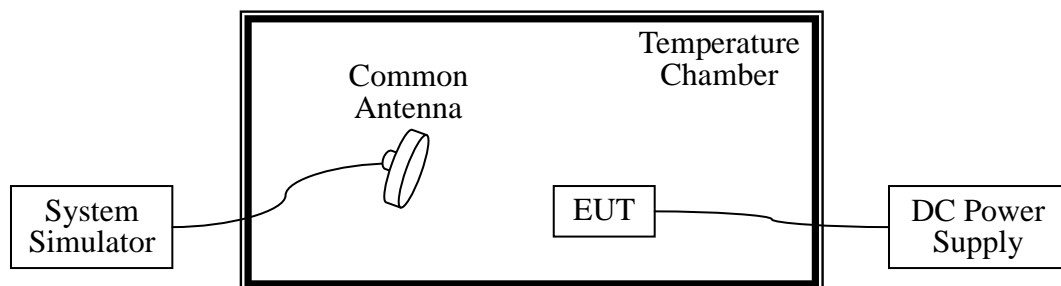 Temperature
Chamber
Common
Antenna
System
Simulator
EUT
DC Power
Supply